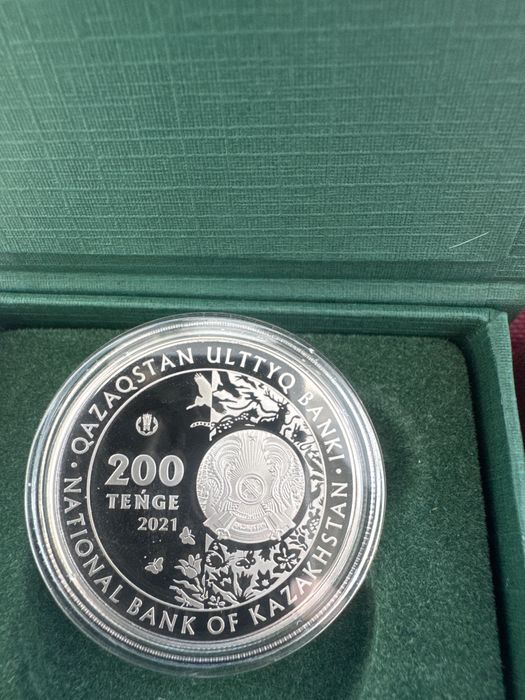 QAZAQSTAN ULTTYQ BANKI
200
TEŃGE
2021
NATIONAL BANK OF KAZAKHSTAN